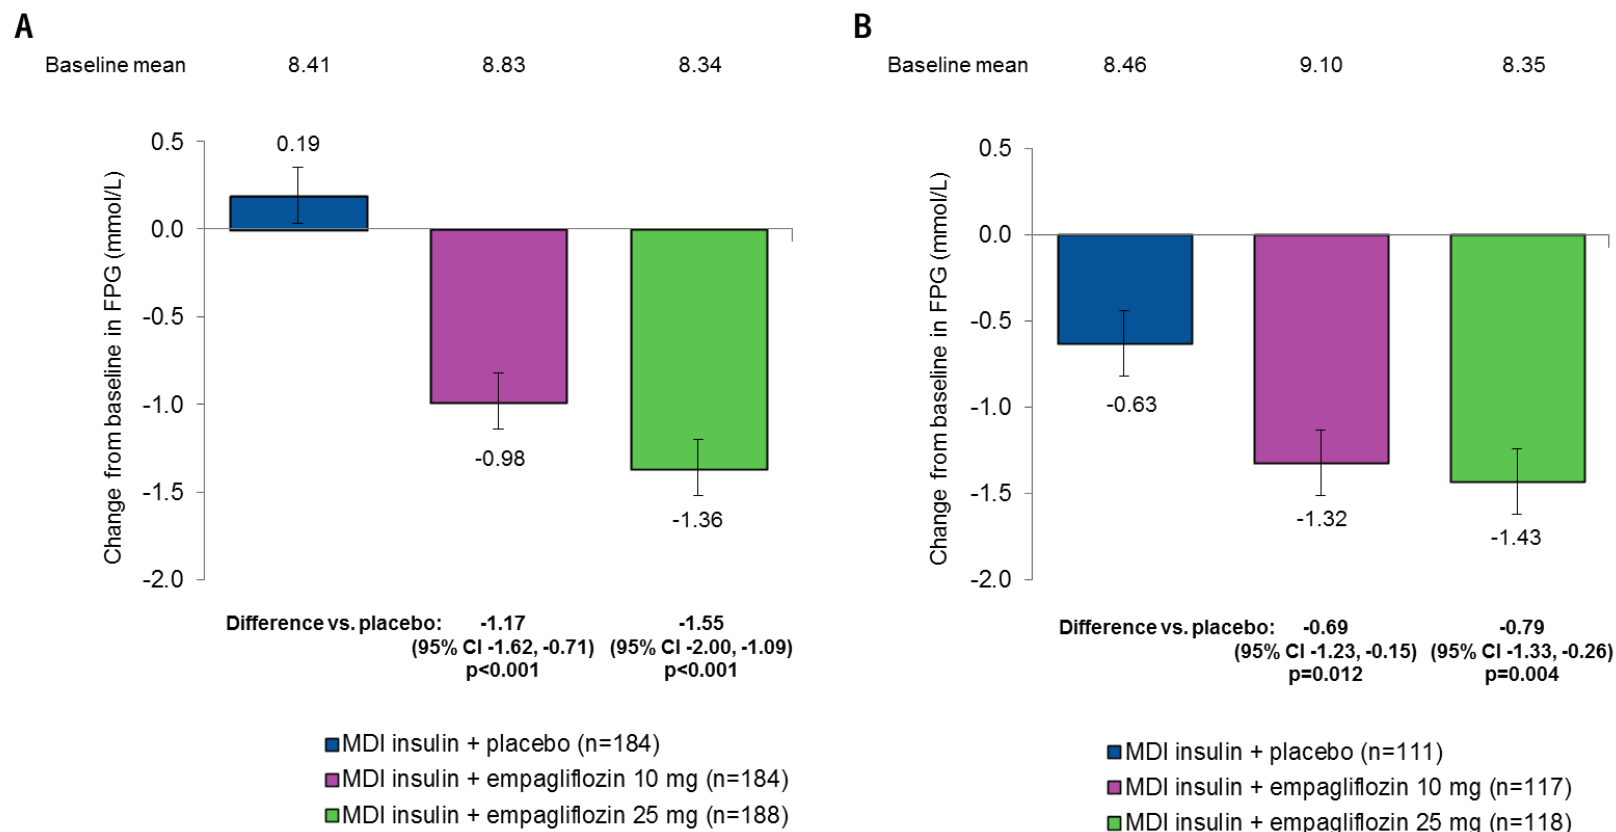 A
Baseline mean 8.41 8.83 8.34
Change from baseline in FPG (mmol/L)
0.5
0.0
-0.5
-1.0
-1.5
-2.0
0.19
-0.98
-1.36
Difference vs. placebo: -1.17 -1.55
(95% CI -1.62, -0.71) (95% CI -2.00, -1.09)
p<0.001 p<0.001
MDI insulin + placebo (n=184)
MDI insulin + empagliflozin 10 mg (n=184)
MDI insulin + empagliflozin 25 mg (n=188)
B
Baseline mean 8.46 9.10 8.35
Change from baseline in FPG (mmol/L)
0.5
0.0
-0.5
-1.0
-1.5
-2.0
-0.63
-1.32
-1.43
Difference vs. placebo: -0.69 -0.79
(95% CI -1.23, -0.15) (95% CI -1.33, -0.26)
p=0.012 p=0.004
MDI insulin + placebo (n=111)
MDI insulin + empagliflozin 10 mg (n=117)
MDI insulin + empagliflozin 25 mg (n=118)